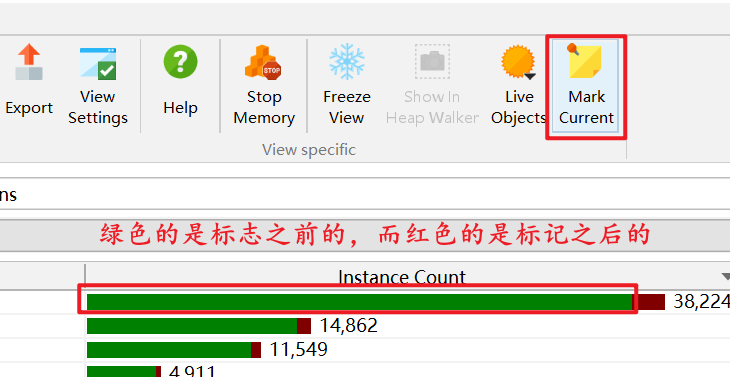 STOP
Export
View
Settings
Help
Stop
Memory
Freeze
View
Show In
Heap Walker
Live
Objects
Mark
Current
View specific
ns
绿色的是标志之前的，而红色的是标记之后的
Instance Count
38,224
14,862
11,549
4,911